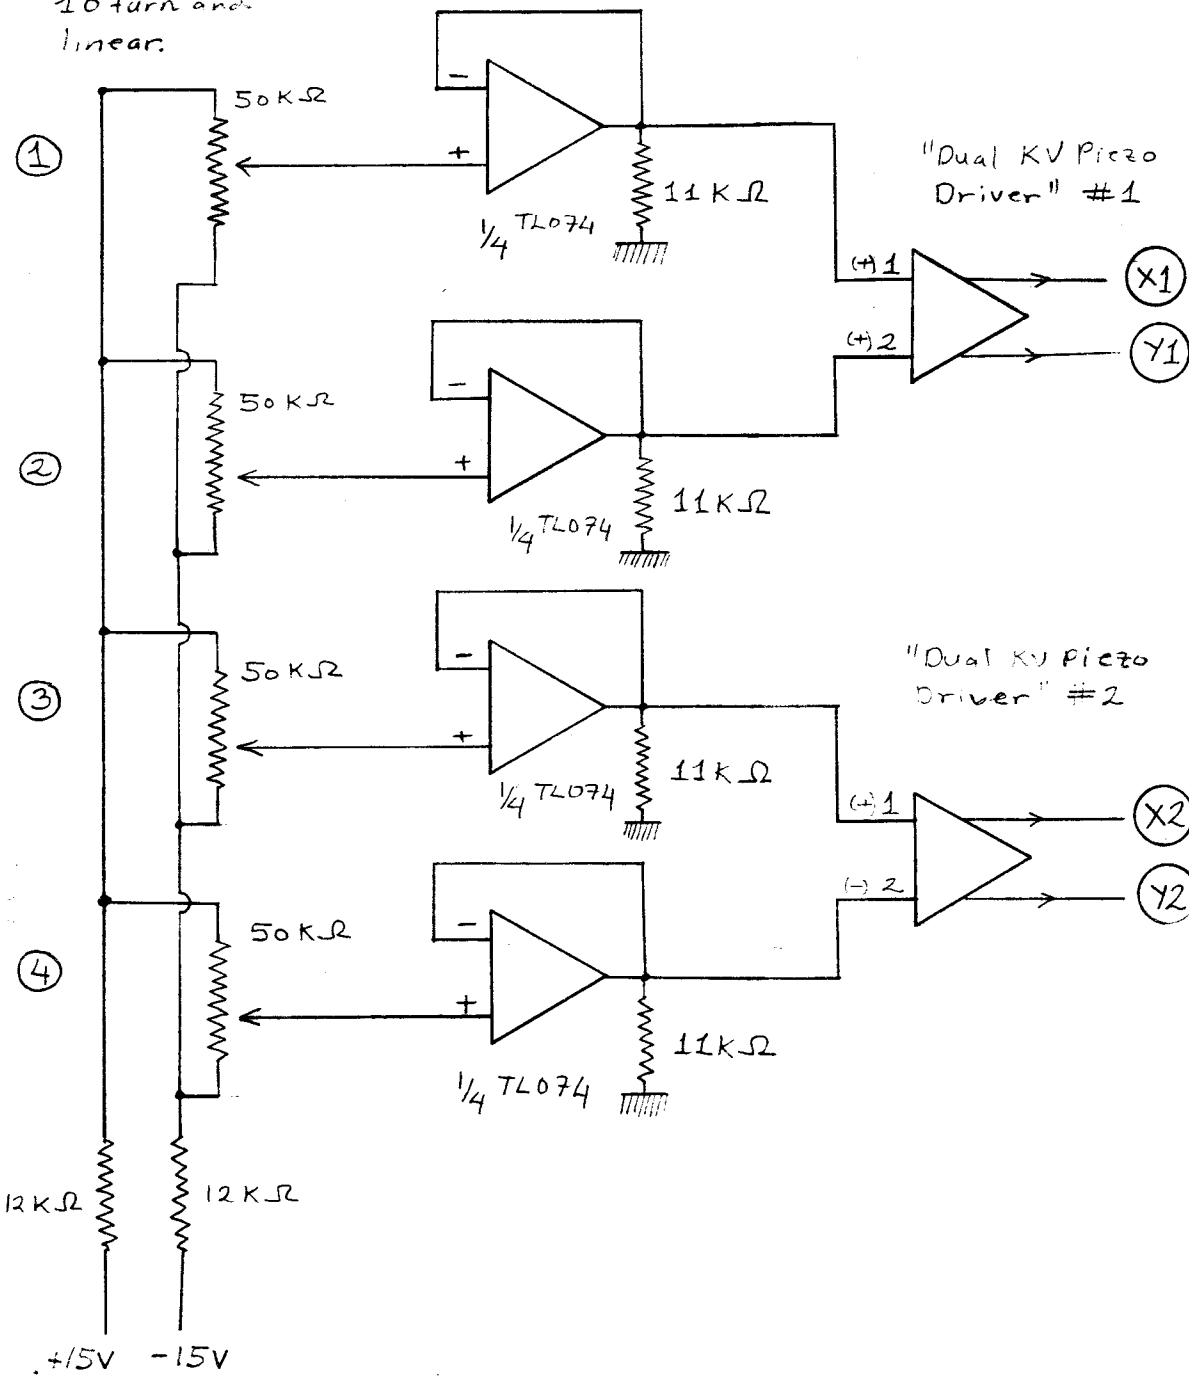 10 turn and
linear.
50KΩ
1
-
+
11KΩ
1/4 TL074
"Dual KV Piezo
Driver" #1
(+)1
X1
(+)2
Y1
50KΩ
2
-
+
11KΩ
1/4 TL074
50KΩ
3
-
+
11KΩ
1/4 TL074
"Dual KV Piezo
Driver" #2
(+)1
X2
(-)2
Y2
50KΩ
4
-
+
11KΩ
1/4 TL074
12KΩ
12KΩ
+15V
-15V